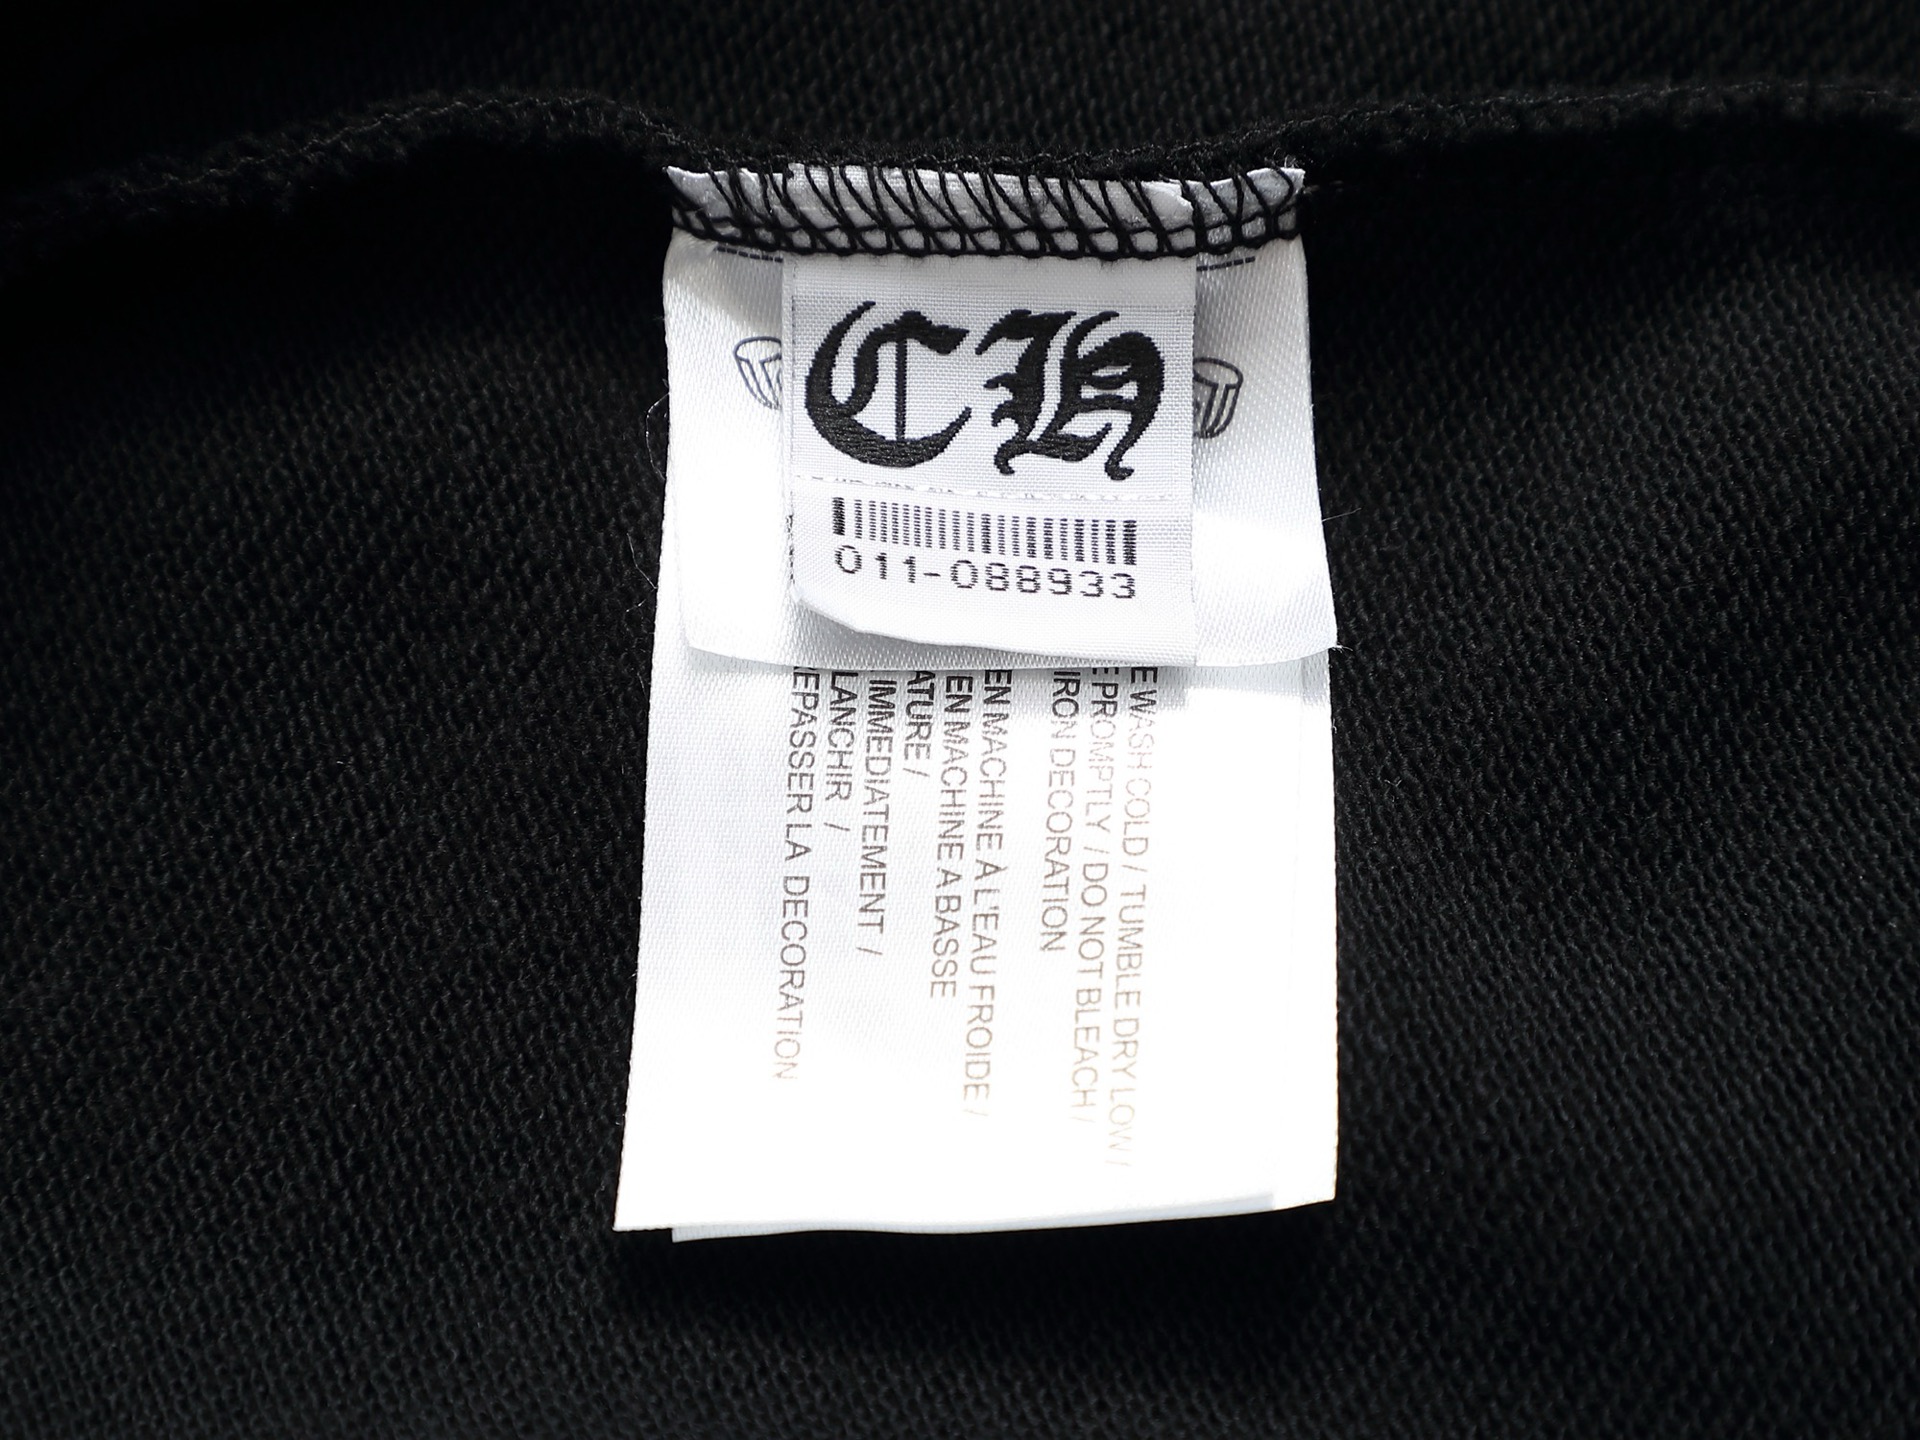 CH
011-088933
E WASH COLD / TUMBLE DRY LOW /
E PROMPTLY / DO NOT BLEACH /
IRON DECORATION
EN MACHINE À L'EAU FROIDE /
EN MACHINE A BASSE
ATURE /
IMMEDIATEMENT /
LANCHIR /
REPASSER LA DECORATION